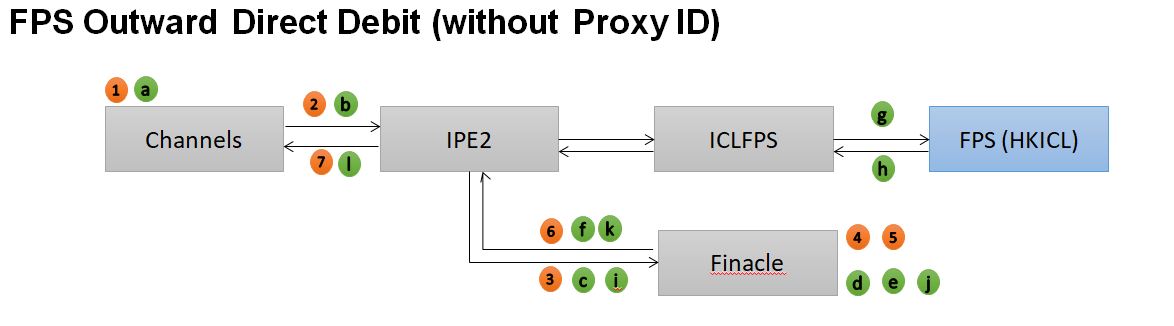 FPS Outward Direct Debit (without Proxy ID)
1 a
2 b
g
Channels
IPE2
ICLFPS
FPS (HKICL)
7 l
h
6 f k
4 5
Finacle
3 c i
d e j